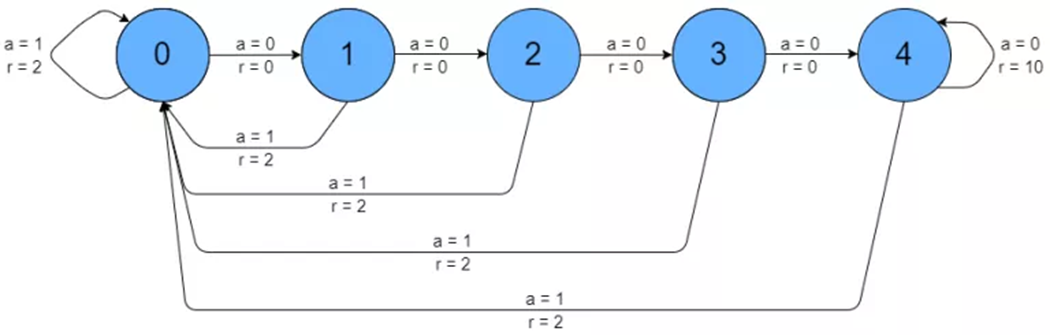 0
1
2
3
4
a = 1
r = 2
a = 0
r = 0
a = 0
r = 0
a = 0
r = 0
a = 0
r = 0
a = 0
r = 10
a = 1
r = 2
a = 1
r = 2
a = 1
r = 2
a = 1
r = 2